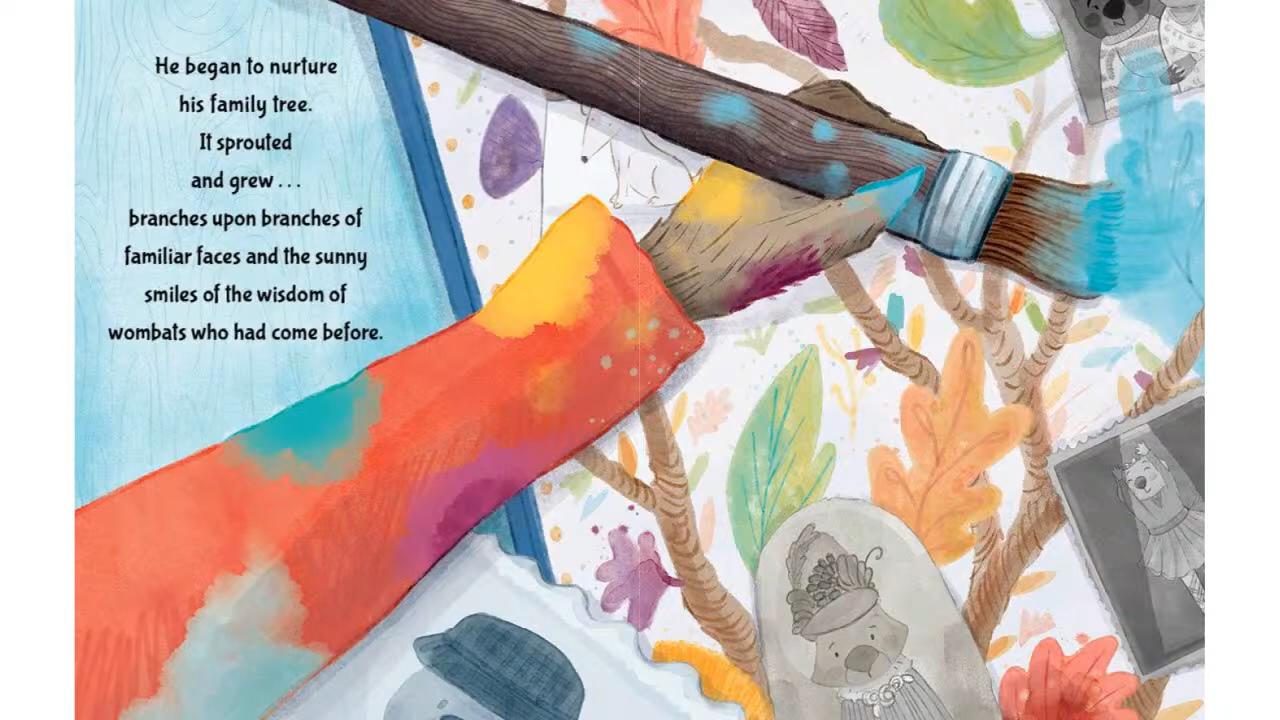 He began to nurture
his family tree.
It sprouted
and grew . . .
branches upon branches of
familiar faces and the sunny
smiles of the wisdom of
wombats who had come before.